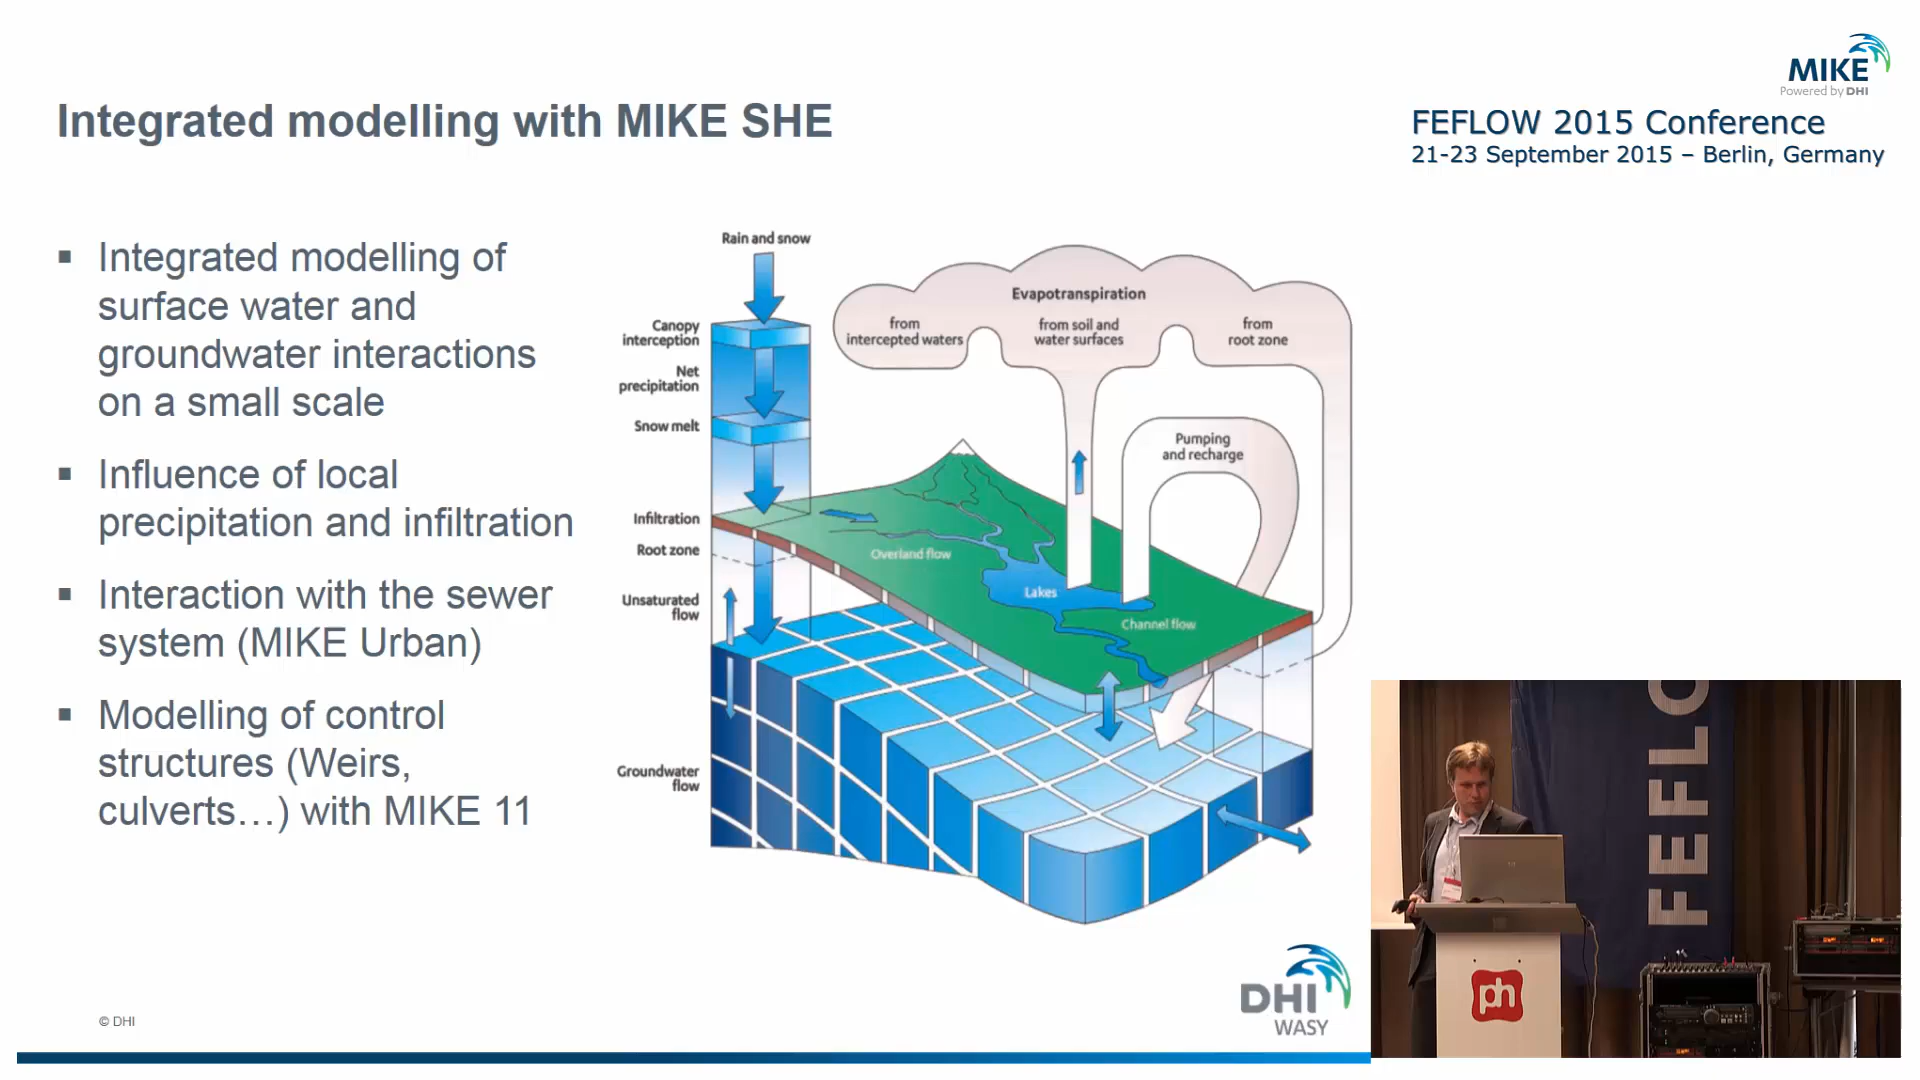 MIKE
Powered by DHI
Integrated modelling with MIKE SHE
FEFLOW 2015 Conference
21-23 September 2015 – Berlin, Germany
▪ Integrated modelling of
surface water and
groundwater interactions
on a small scale
▪ Influence of local
precipitation and infiltration
▪ Interaction with the sewer
system (MIKE Urban)
▪ Modelling of control
structures (Weirs,
culverts…) with MIKE 11
Rain and snow
Canopy
interception
Net
precipitation
Snow melt
Infiltration
Root zone
Unsaturated
flow
Groundwater
flow
Evapotranspiration
from
intercepted waters
from soil and
water surfaces
from
root zone
Pumping
and recharge
Overland flow
Lakes
Channel flow
DHI
WASY
© DHI
FEFLO
ph